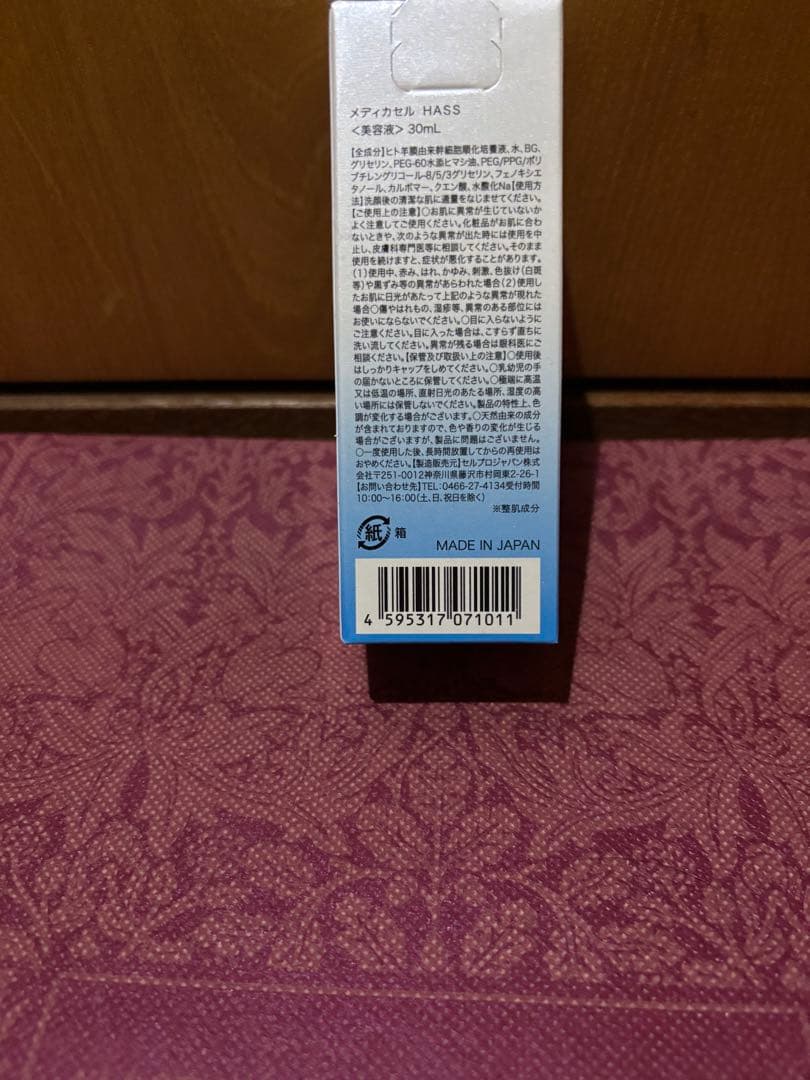 メディカセル HASS
<美容液> 30mL
【全成分】ヒト羊膜由来幹細胞順化培養液、水、BG、
グリセリン、PEG-60水添ヒマシ油、PEG/PPG/ポリ
ブチレングリコール-8/5/3グリセリン、フェノキシエ
タノール、カルボマー、クエン酸、水酸化Na【使用方
法】洗顔後の清潔な肌に適量をなじませてください。
【ご使用上の注意】○お肌に異常が生じていないか
よく注意してご使用ください。化粧品がお肌に合わ
ないときや、次のような異常が出た時には使用を中
止し、皮膚科専門医等に相談してください。そのまま
使用を続けますと、症状が悪化することがあります。
(1)使用中、赤み、はれ、かゆみ、刺激、色抜け(白斑
等)や黒ずみ等の異常があらわれた場合(2)使用し
たお肌に日光があたって上記のような異常が現れた
場合○傷やはれもの、湿疹等、異常のある部位には
お使いにならないでください。○目に入らないように
ご注意ください。目に入った場合は、こすらず直ちに
洗い流してください。異常が残る場合は眼科医にご
相談ください。【保管及び取扱い上の注意】○使用後
はしっかりキャップをしめてください。○乳幼児の手
の届かないところに保管してください。○極端に高温
又は低温の場所、直射日光のあたる場所、湿度の高
い場所には保管しないでください。製品の特性上、色
調が変化する場合がございます。○天然由来の成分
が含まれておりますので、色や香りの変化が生じる
場合がございますが、製品に問題はございません。
○一度使用した後、長時間放置してからの再使用は
おやめください。【製造販売元】セルプロジャパン株式
会社〒251-0012神奈川県藤沢市村岡東2-26-1
【お問い合わせ先】TEL:0466-27-4134受付時間
10:00~16:00(土、日、祝日を除く)
※整肌成分
紙 箱
MADE IN JAPAN
4 595317 071011